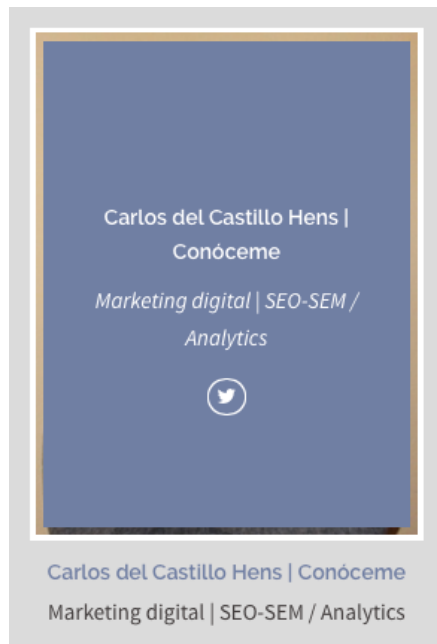 Carlos del Castillo Hens |
Conóceme
Marketing digital | SEO-SEM /
Analytics
Carlos del Castillo Hens | Conóceme
Marketing digital | SEO-SEM / Analytics